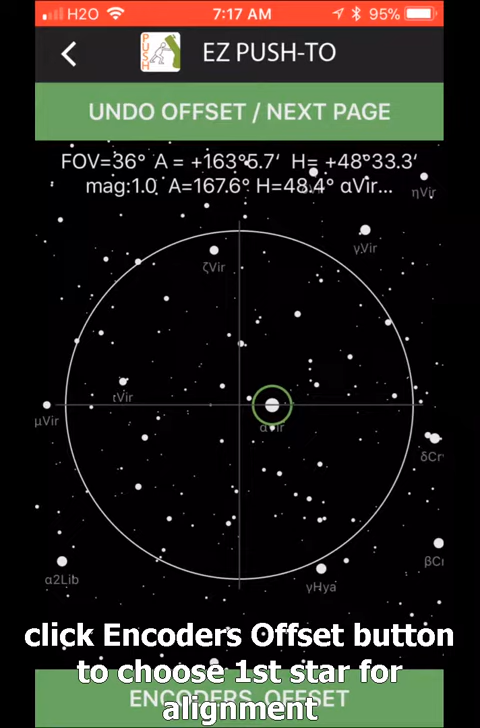 H2O 7:17 AM 95%
PUSH
EZ PUSH-TO
UNDO OFFSET / NEXT PAGE
FOV=36° A = +163°5.7' H= +48°33.3'
mag:1.0 A=167.6° H=48.4° αVir...
ηVir
γVir
ζVir
ιVir
αVir
μVir
δCr
βCr
α2Lib
γHya
click Encoders Offset button
to choose 1st star for
alignment
ENCODERS OFFSET